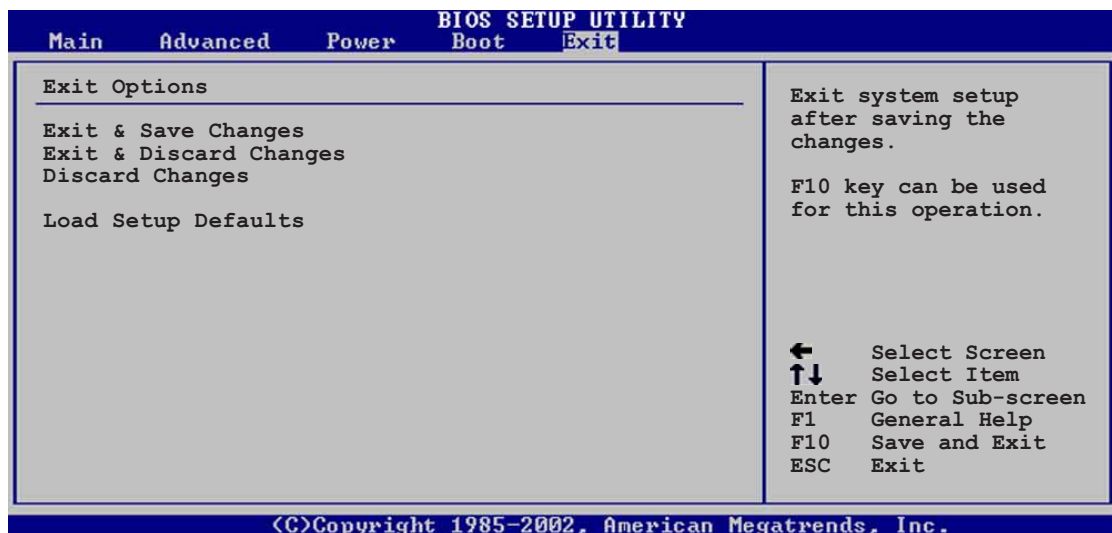 BIOS SETUP UTILITY
Main Advanced Power Boot Exit
Exit Options
Exit & Save Changes
Exit & Discard Changes
Discard Changes
Load Setup Defaults
Exit system setup
after saving the
changes.
F10 key can be used
for this operation.
← Select Screen
↑↓ Select Item
Enter Go to Sub-screen
F1 General Help
F10 Save and Exit
ESC Exit
(C)Copyright 1985-2002, American Megatrends, Inc.